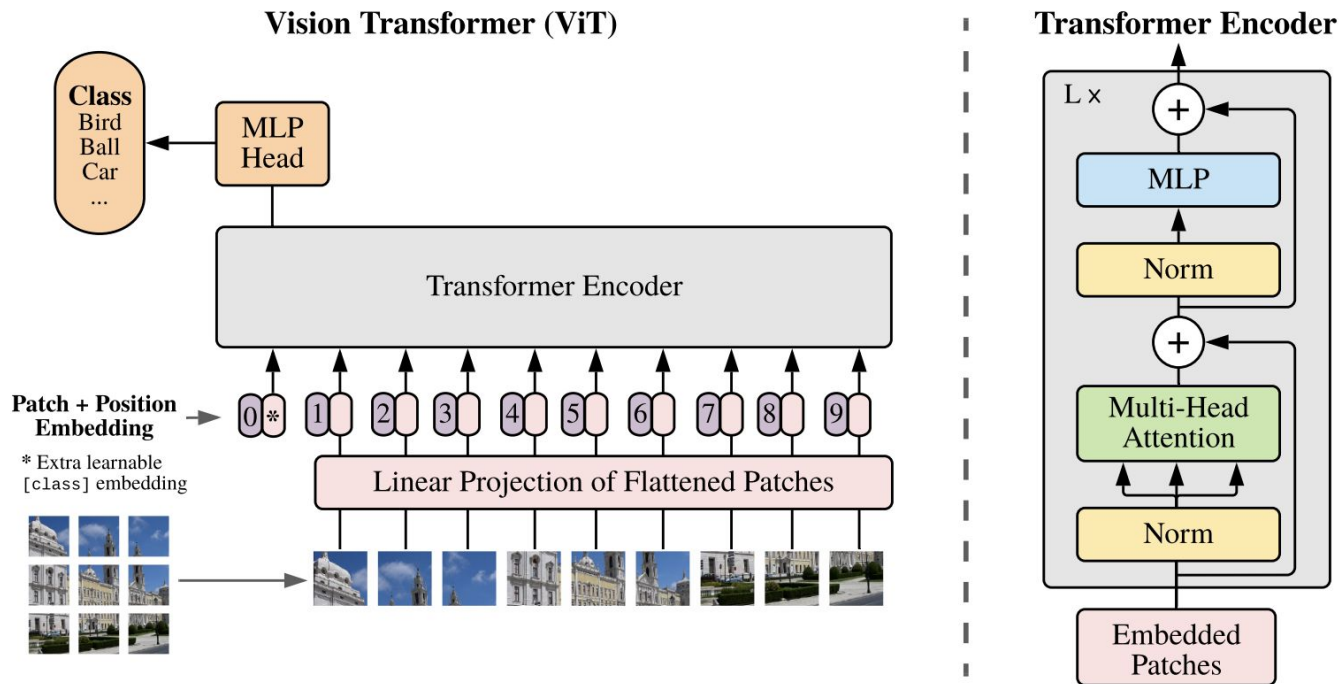 Vision Transformer (ViT)
Class
Bird
Ball
Car
...
MLP
Head
Transformer Encoder
Patch + Position
Embedding
* Extra learnable
[class] embedding
0 *
1
2
3
4
5
6
7
8
9
Linear Projection of Flattened Patches
Transformer Encoder
L x
+
MLP
Norm
+
Multi-Head
Attention
Norm
Embedded
Patches